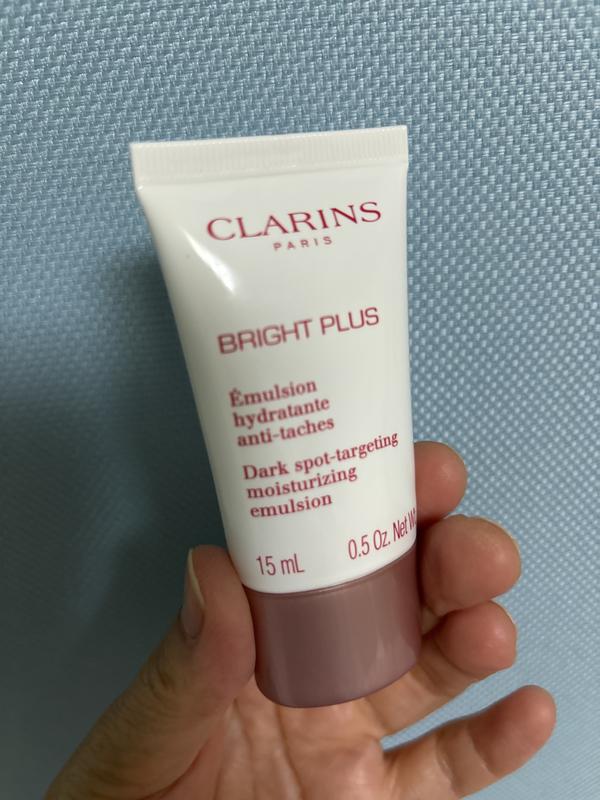 CLARINS
PARIS
BRIGHT PLUS
Émulsion
hydratante
anti-taches
Dark spot-targeting
moisturizing
emulsion
15 mL 0.5 Oz. Net